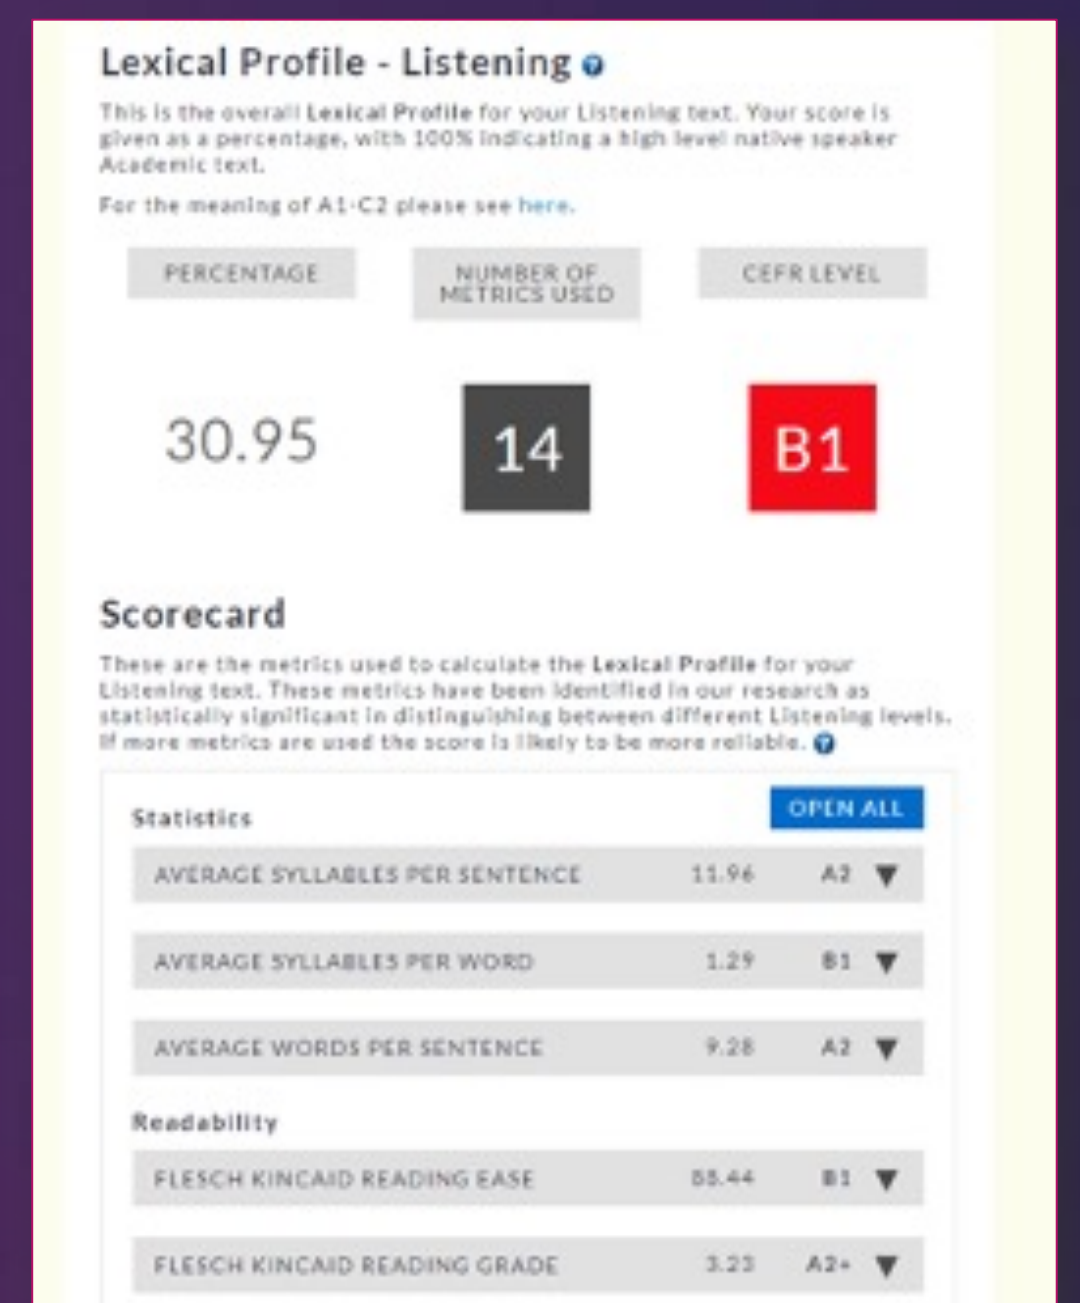 Lexical Profile - Listening ?
This is the overall Lexical Profile for your Listening text. Your score is
given as a percentage, with 100% indicating a high level native speaker
Academic text.
For the meaning of A1-C2 please see here.
PERCENTAGE
NUMBER OF
METRICS USED
CEFR LEVEL
30.95
14
B1
Scorecard
These are the metrics used to calculate the Lexical Profile for your
Listening text. These metrics have been identified in our research as
statistically significant in distinguishing between different Listening levels.
If more metrics are used the score is likely to be more reliable. ?
Statistics
OPEN ALL
AVERAGE SYLLABLES PER SENTENCE 11.96 A2 ▼
AVERAGE SYLLABLES PER WORD 1.29 B1 ▼
AVERAGE WORDS PER SENTENCE 9.28 A2 ▼
Readability
FLESCH KINCAID READING EASE 88.44 B1 ▼
FLESCH KINCAID READING GRADE 3.23 A2+ ▼